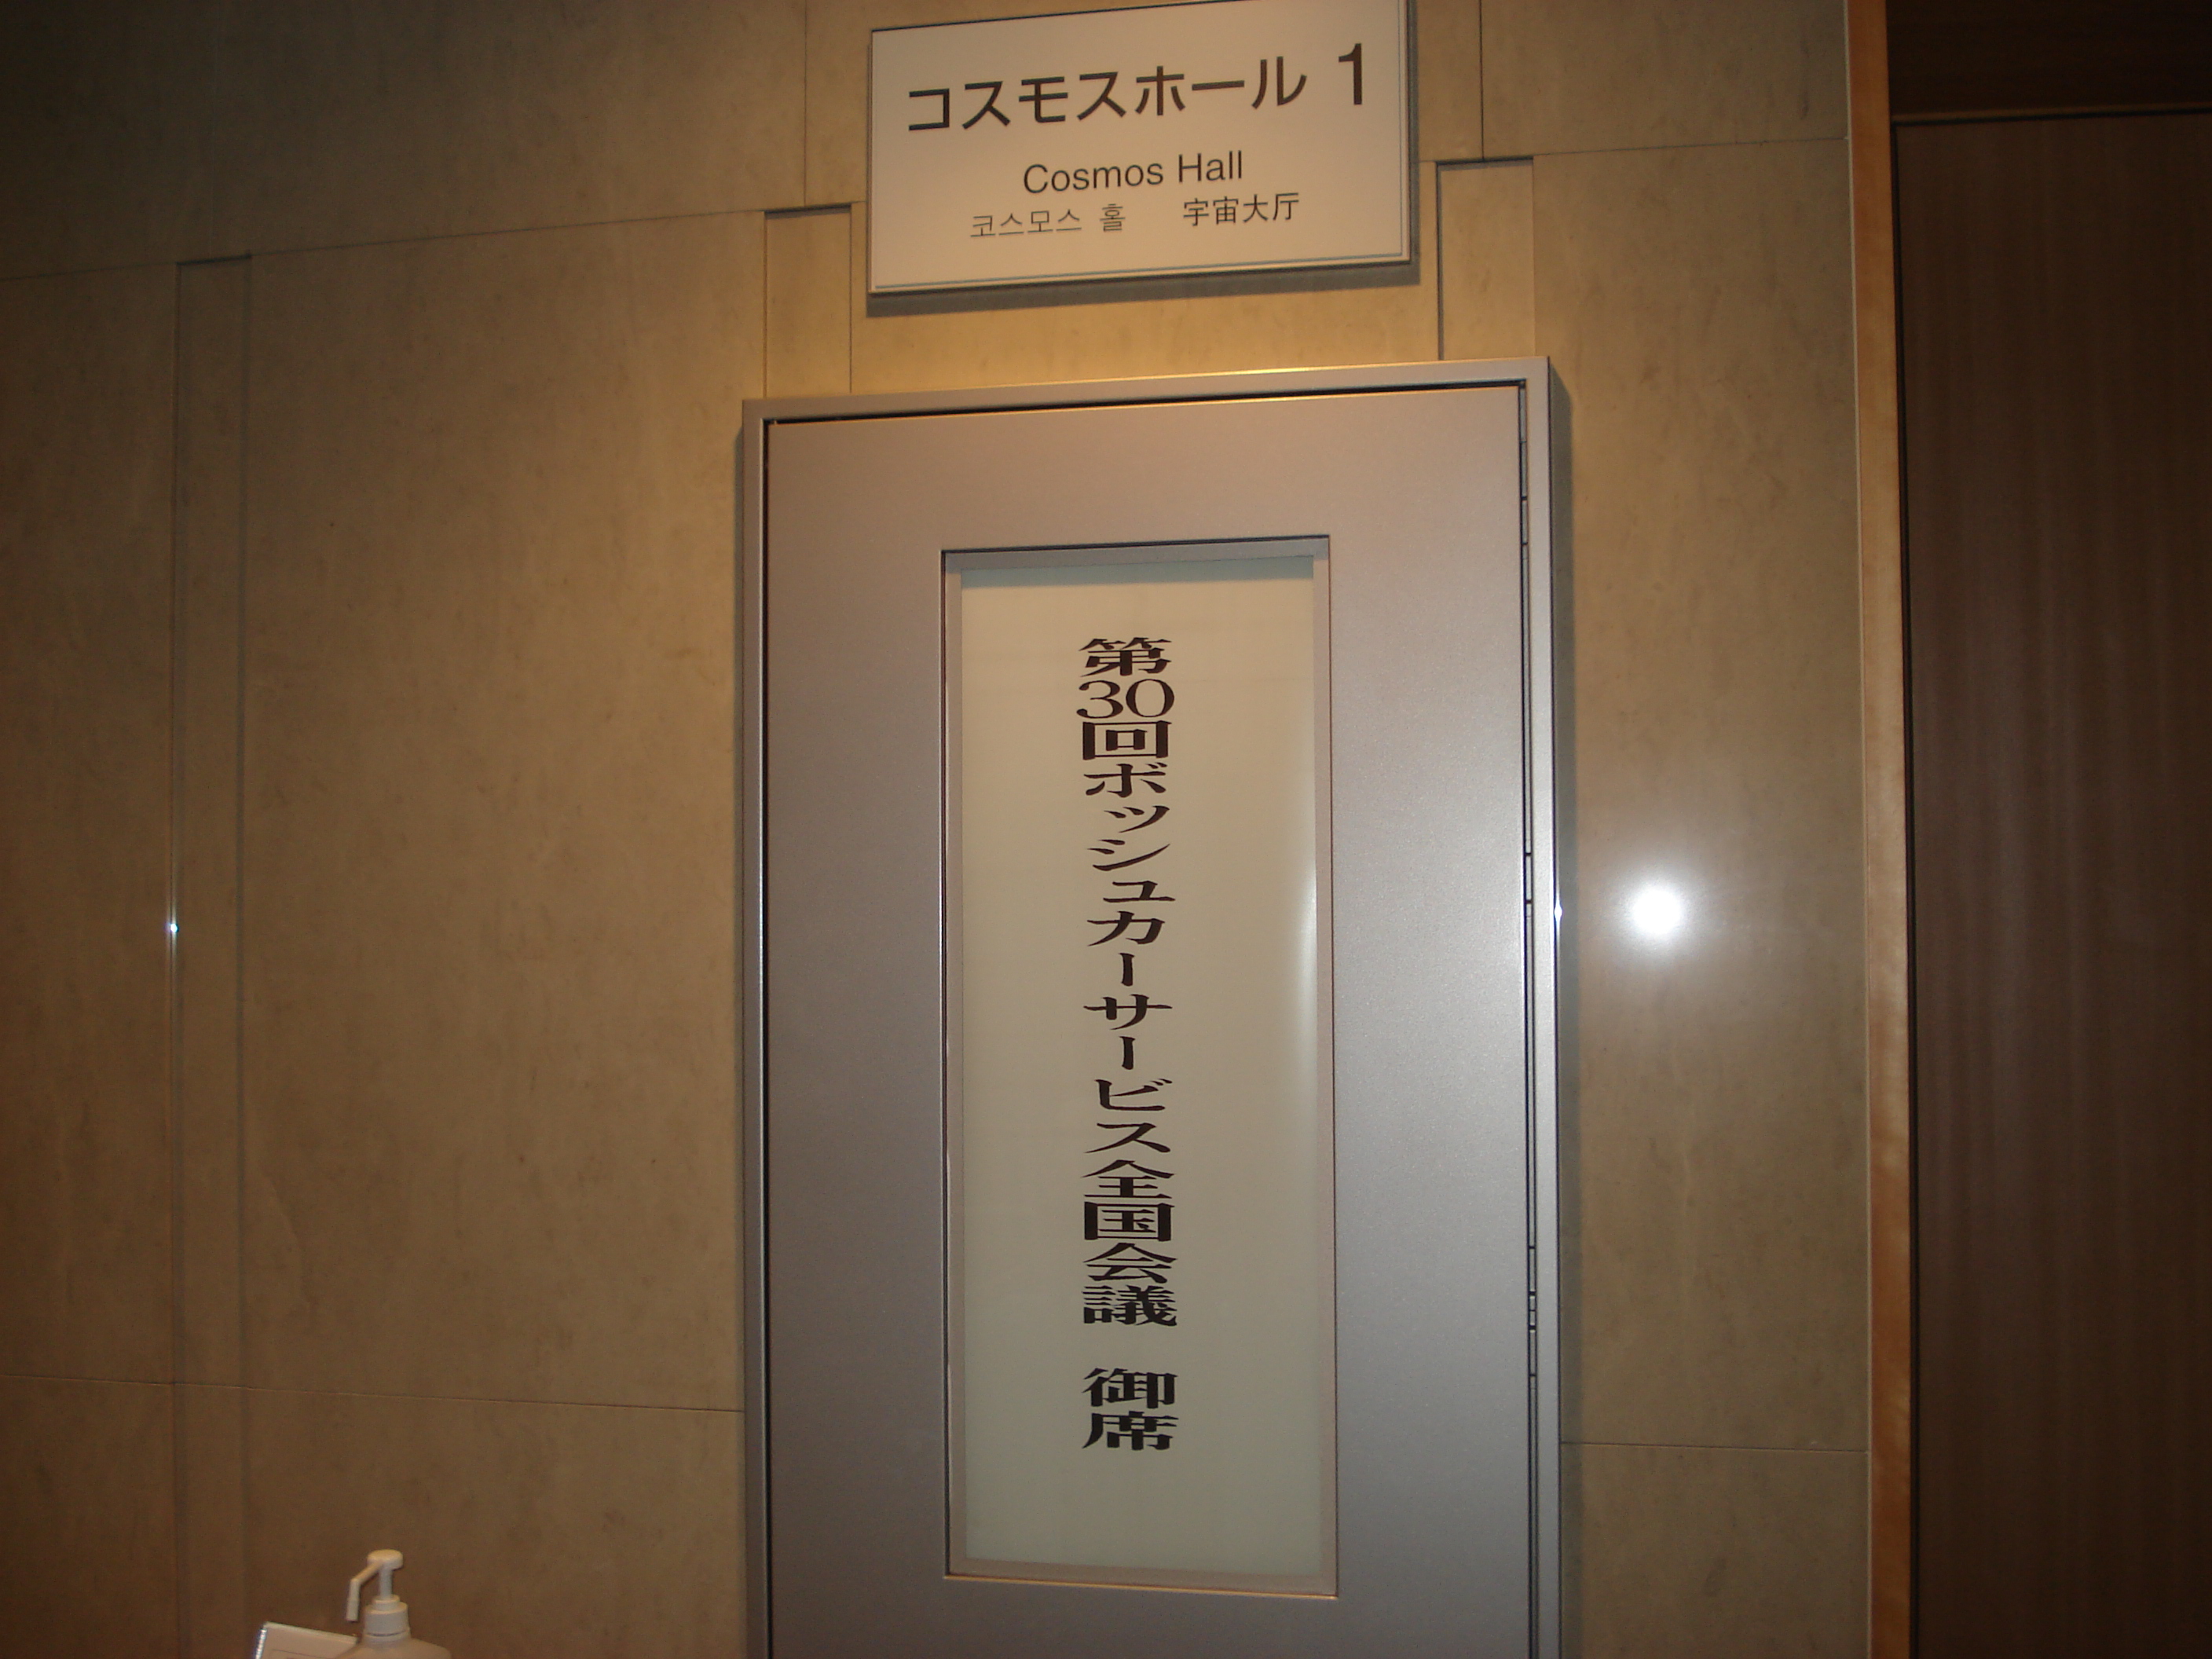 コスモスホール 1
Cosmos Hall
코스모스 홀 宇宙大厅
第30回ボッシュカーサービス全国会議 御席